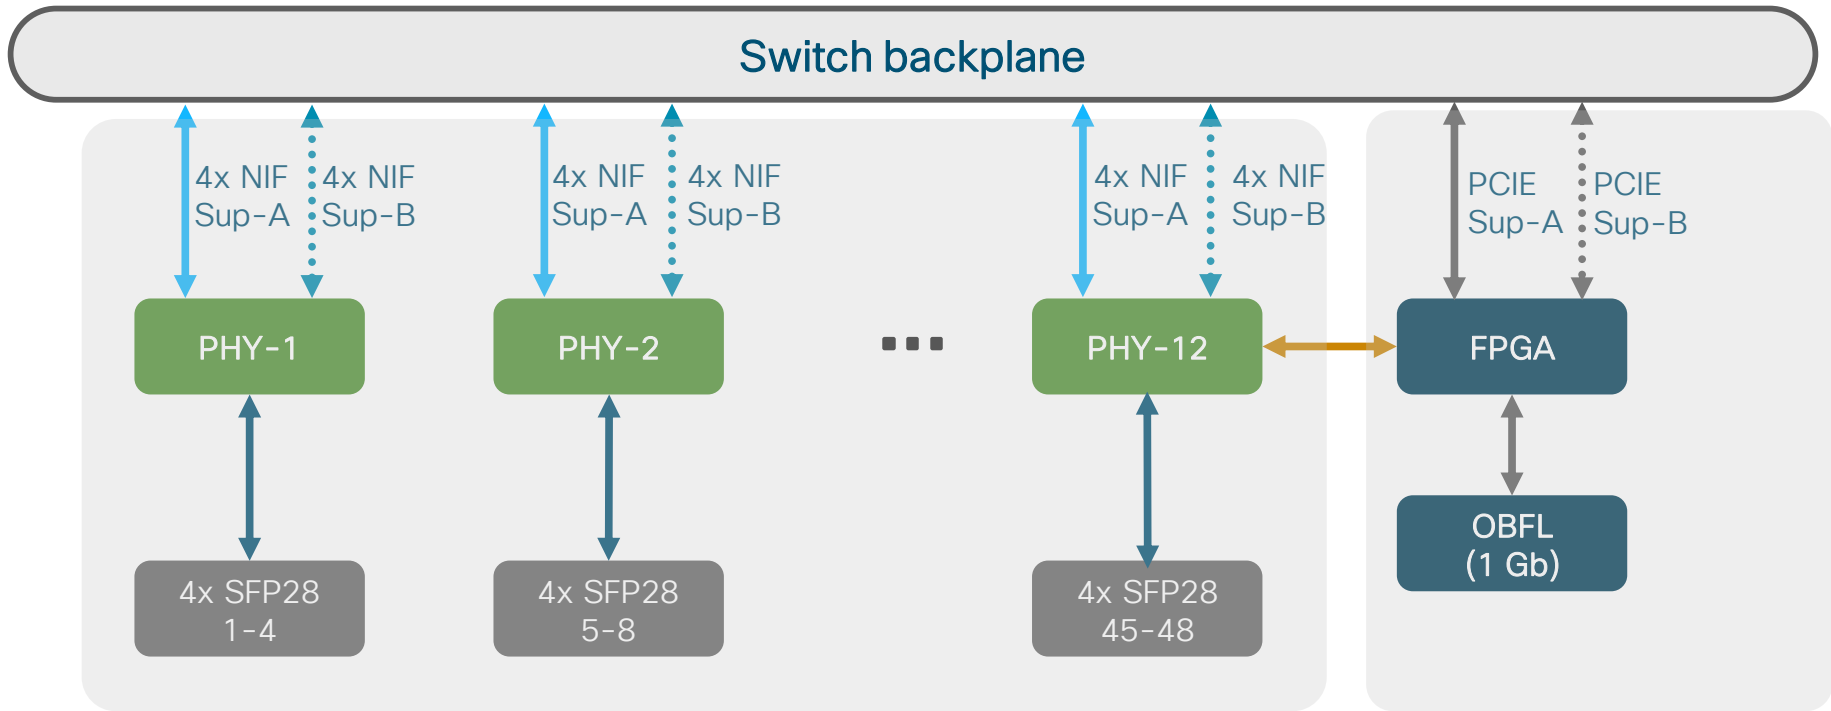 Switch backplane
4x NIF
Sup-A
4x NIF
Sup-B
4x NIF
Sup-A
4x NIF
Sup-B
4x NIF
Sup-A
4x NIF
Sup-B
PCIE
Sup-A
PCIE
Sup-B
PHY-1
PHY-2
PHY-12
FPGA
4x SFP28
1-4
4x SFP28
5-8
4x SFP28
45-48
OBFL
(1 Gb)